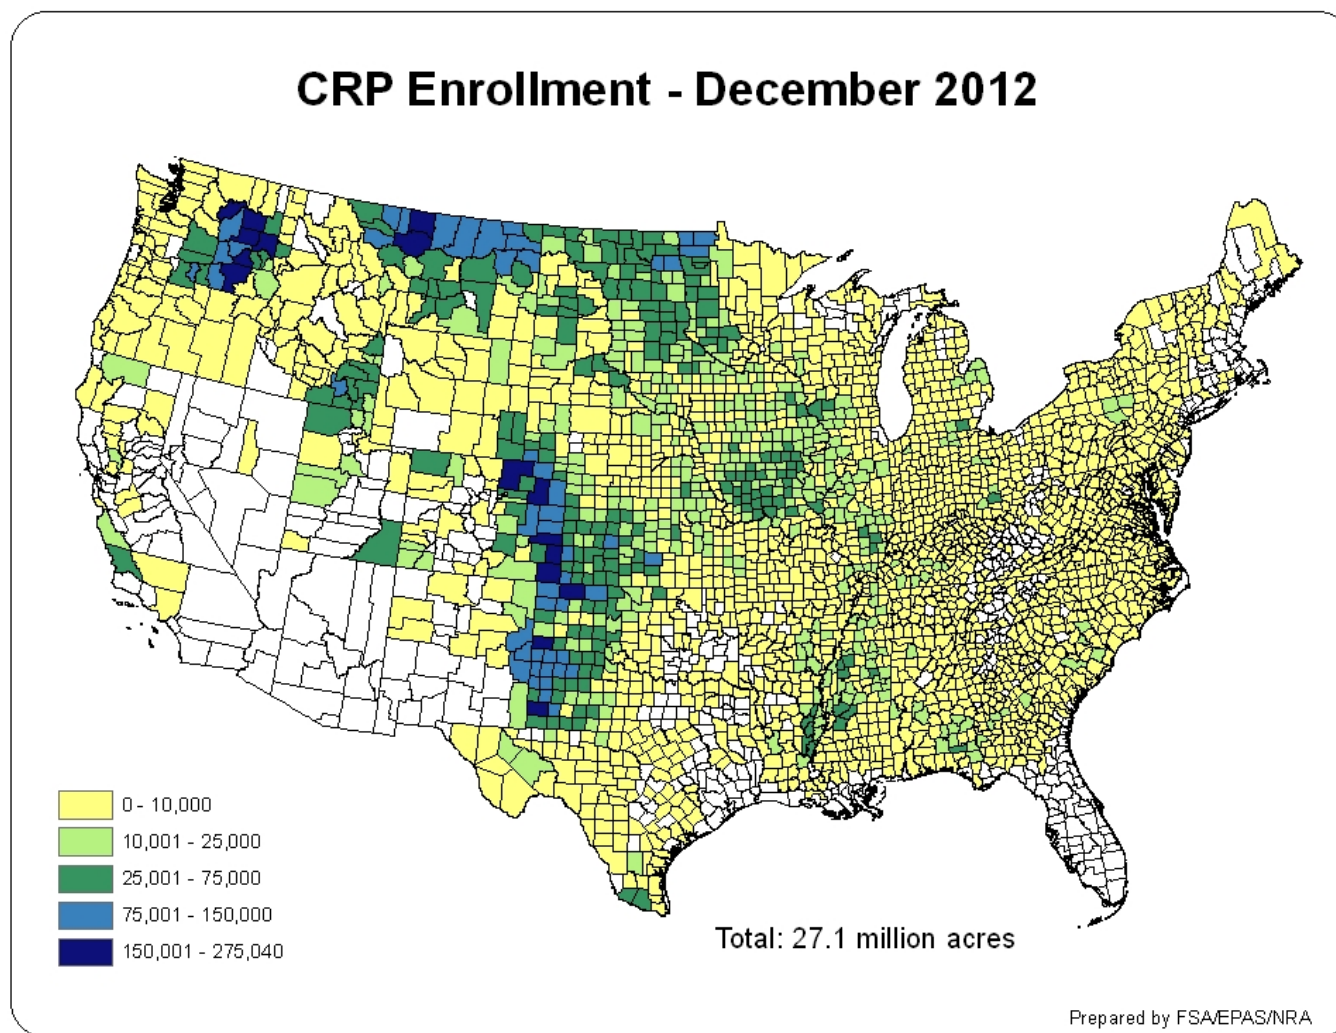 CRP Enrollment - December 2012
0 - 10,000
10,001 - 25,000
25,001 - 75,000
75,001 - 150,000
150,001 - 275,040
Total: 27.1 million acres
Prepared by FSA/EPAS/NRA